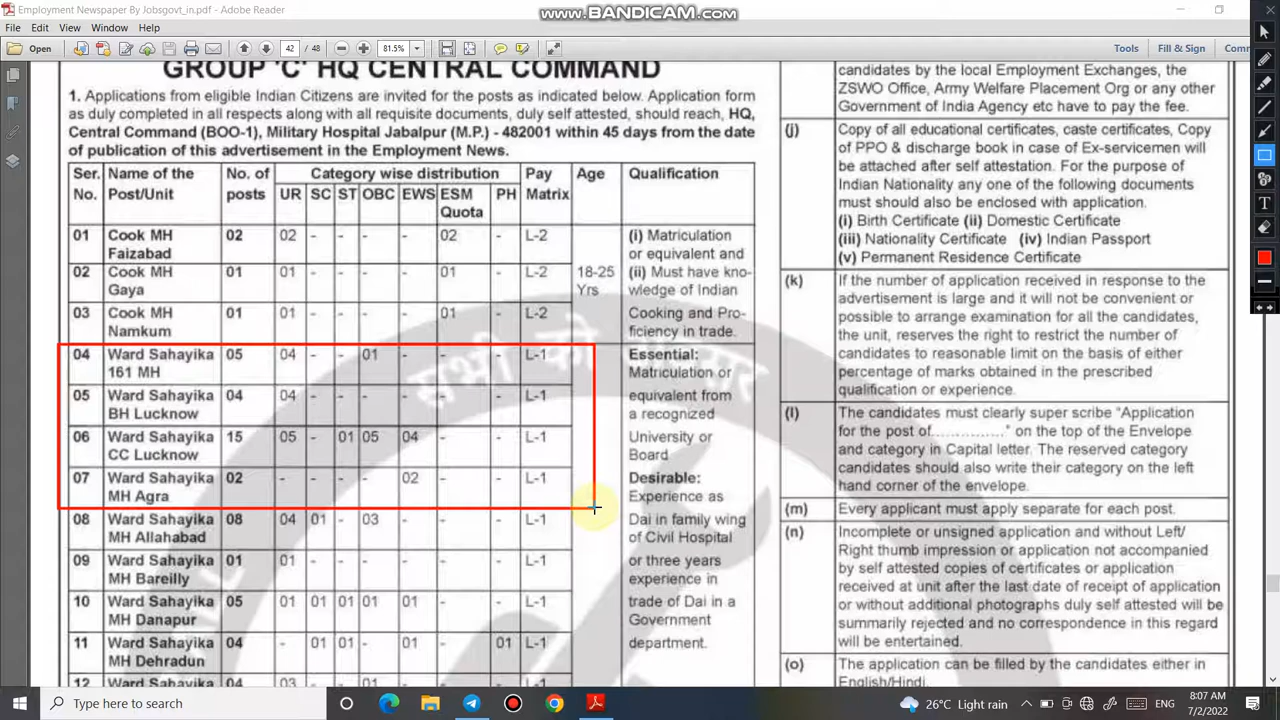 Employment Newspaper By Jobsgovt_in.pdf - Adobe Reader
www.BANDICAM.com
File Edit View Window Help
Open 42 / 48 81.5% Tools Fill & Sign Comm
GROUP 'C' HQ CENTRAL COMMAND
1. Applications from eligible Indian Citizens are invited for the posts as indicated below. Application form
as duly completed in all respects along with all requisite documents, duly self attested, should reach, HQ,
Central Command (BOO-1), Military Hospital Jabalpur (M.P.) - 482001 within 45 days from the date
of publication of this advertisement in the Employment News.
Ser. Name of the No. of Category wise distribution Pay Age Qualification
No. Post/Unit posts UR SC ST OBC EWS ESM PH Matrix
Quota
01 Cook MH 02 02 - - - - 02 - L-2 (i) Matriculation
Faizabad or equivalent and
02 Cook MH 01 01 - - - - 01 - L-2 18-25 (ii) Must have kno-
Gaya Yrs wledge of Indian
03 Cook MH 01 01 - - - - 01 - L-2 Cooking and Pro-
Namkum ficiency in trade.
04 Ward Sahayika 05 04 - - 01 - - - L-1 Essential:
161 MH Matriculation or
05 Ward Sahayika 04 04 - - - - - - L-1 equivalent from
BH Lucknow a recognized
06 Ward Sahayika 15 05 - 01 05 04 - - L-1 University or
CC Lucknow Board
07 Ward Sahayika 02 - - - - 02 - - L-1 Desirable:
MH Agra Experience as
08 Ward Sahayika 08 04 01 - 03 - - - L-1 Dai in family wing
MH Allahabad of Civil Hospital
09 Ward Sahayika 01 01 - - - - - - L-1 or three years
MH Bareilly experience in
10 Ward Sahayika 05 01 01 01 01 01 - - L-1 trade of Dai in a
MH Danapur Government
11 Ward Sahayika 04 - 01 01 - 01 - 01 L-1 department.
MH Dehradun
12 Ward Sahayika 04 03 - - 01 - - - L-1
candidates by the local Employment Exchanges, the
ZSWO Office, Army Welfare Placement Org or any other
Government of India Agency etc have to pay the fee.
(j) Copy of all educational certificates, caste certificates, Copy
of PPO & discharge book in case of Ex-servicemen will
be attached after self attestation. For the purpose of
Indian Nationality any one of the following documents
must should also be enclosed with application.
(i) Birth Certificate (ii) Domestic Certificate
(iii) Nationality Certificate (iv) Indian Passport
(v) Permanent Residence Certificate
(k) If the number of application received in response to the
advertisement is large and it will not be convenient or
possible to arrange examination for all the candidates,
the unit, reserves the right to restrict the number of
candidates to reasonable limit on the basis of either
percentage of marks obtained in the prescribed
qualification or experience.
(l) The candidates must clearly super scribe "Application
for the post of..............." on the top of the Envelope
and category in Capital letter. The reserved category
candidates should also write their category on the left
hand corner of the envelope.
(m) Every applicant must apply separate for each post.
(n) Incomplete or unsigned application and without Left/
Right thumb impression or application not accompanied
by self attested copies of certificates or application
received at unit after the last date of receipt of application
or without additional photographs duly self attested will be
summarily rejected and no correspondence in this regard
will be entertained.
(o) The application can be filled by the candidates either in
English/Hindi.
Type here to search
26°C Light rain
8:07 AM
7/2/2022